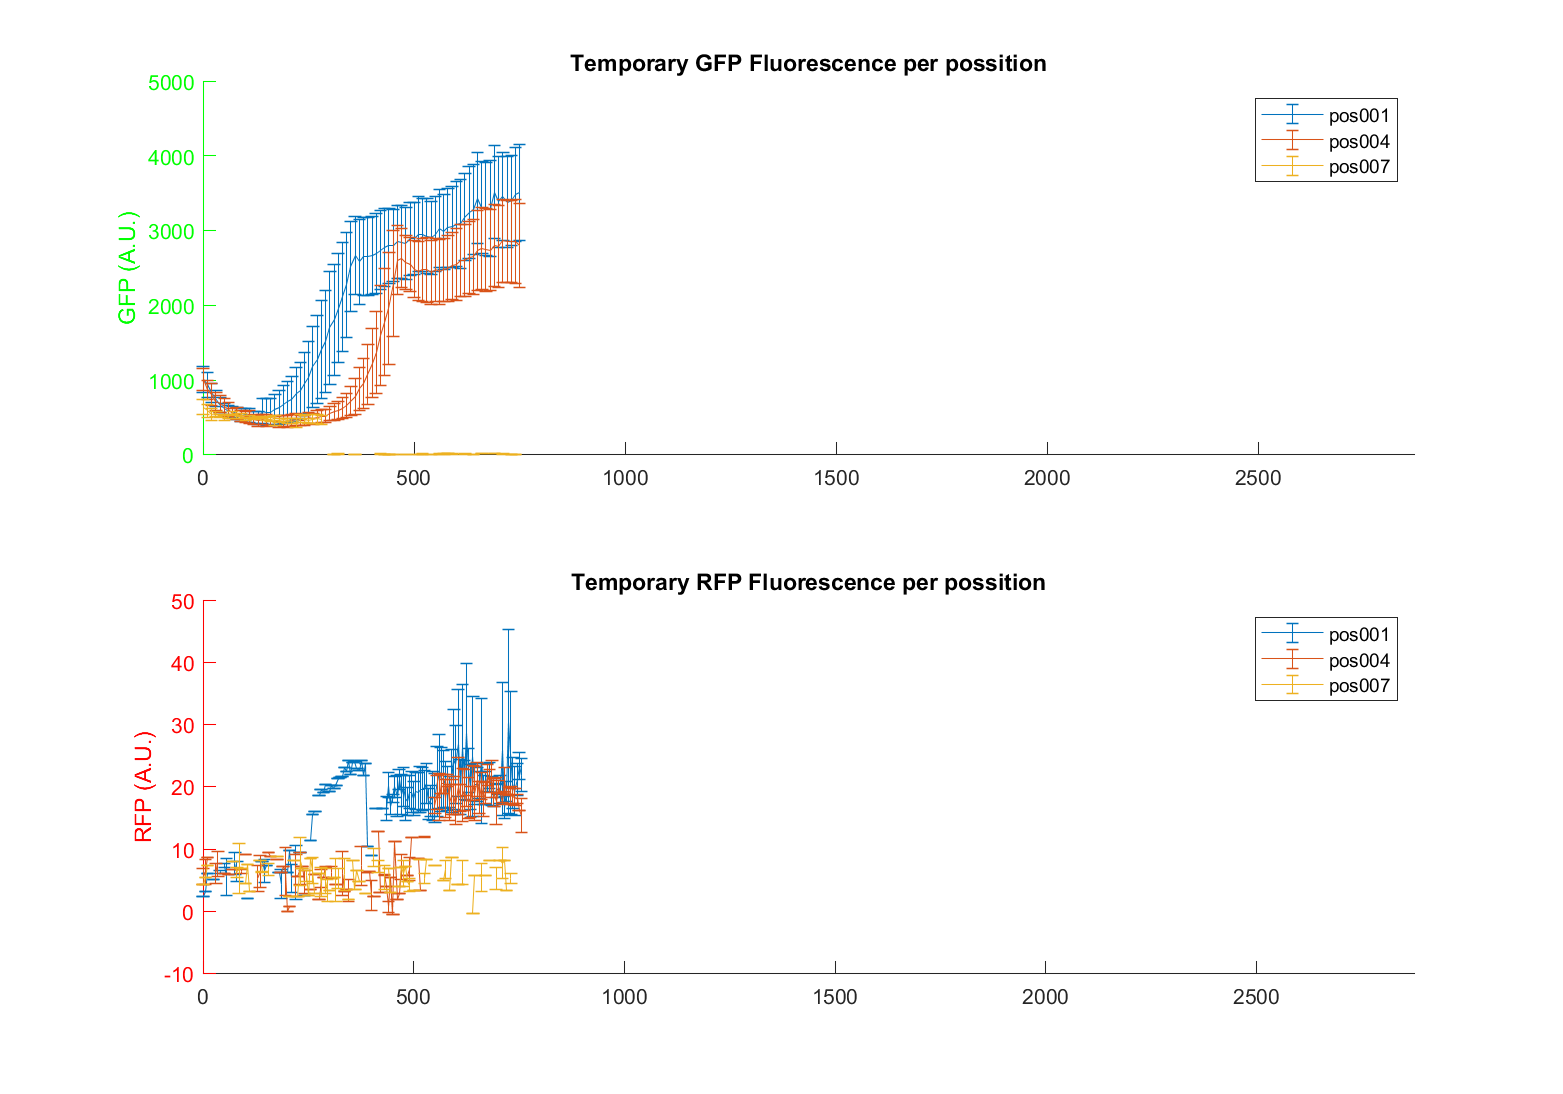 Temporary GFP Fluorescence per possition
5000
4000
3000
2000
1000
0
GFP (A.U.)
pos001
pos004
pos007
0 500 1000 1500 2000 2500
Temporary RFP Fluorescence per possition
50
40
30
20
10
0
-10
RFP (A.U.)
pos001
pos004
pos007
0 500 1000 1500 2000 2500